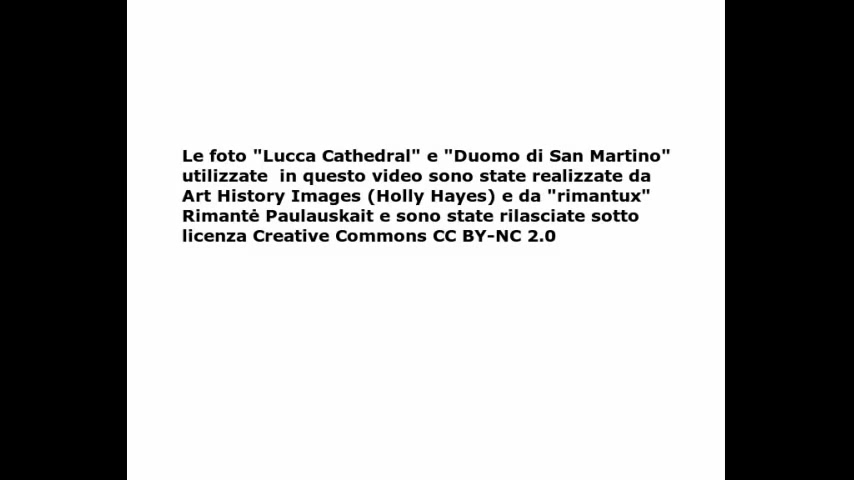 Le foto "Lucca Cathedral" e "Duomo di San Martino"
utilizzate  in questo video sono state realizzate da
Art History Images (Holly Hayes) e da "rimantux"
Rimantė Paulauskait e sono state rilasciate sotto
licenza Creative Commons CC BY-NC 2.0